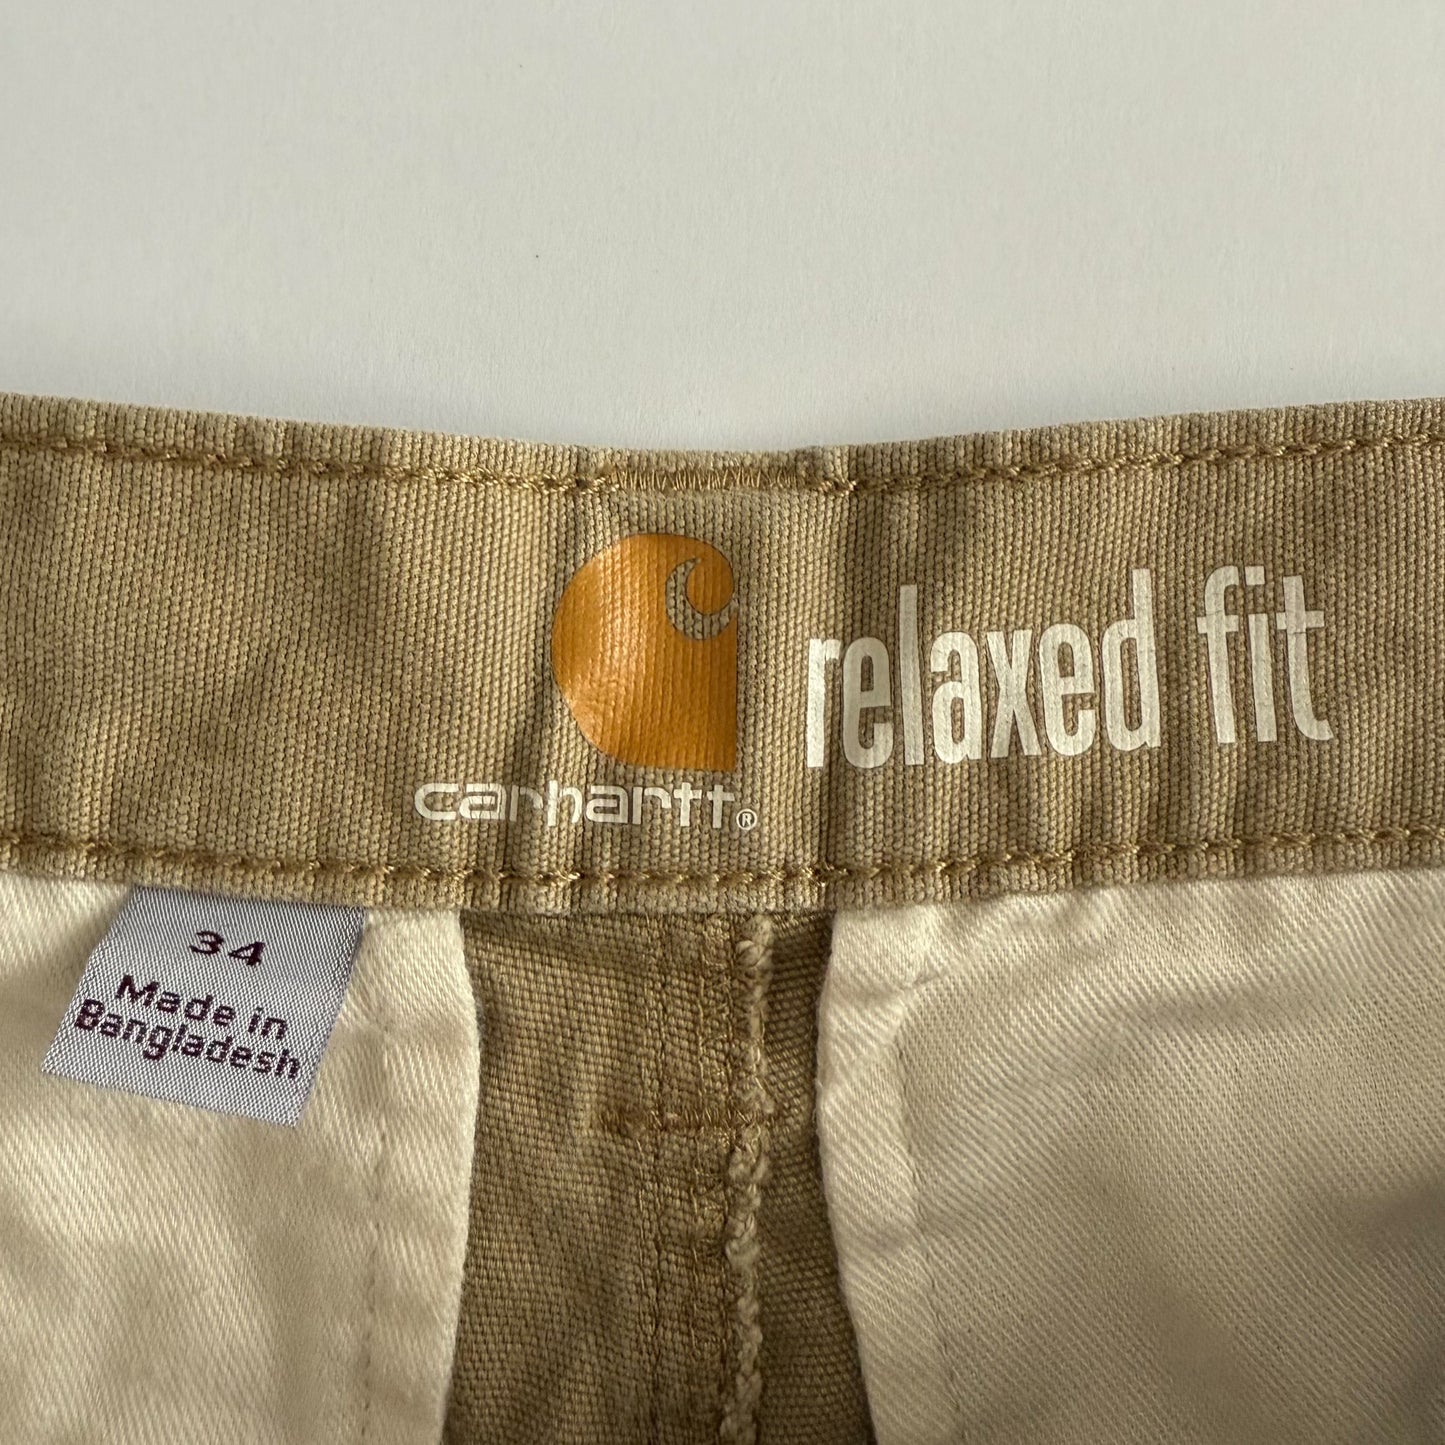 relaxed fit
carhartt®
34
Made in
Bangladesh